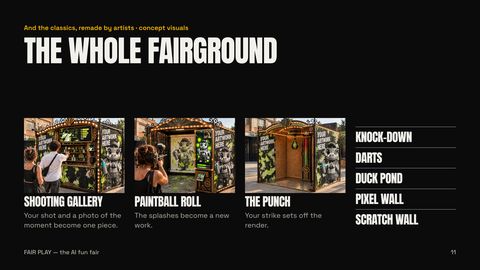 And the classics, remade by artists · concept visuals
THE WHOLE FAIRGROUND
SHOOTING GALLERY
Your shot and a photo of the
moment become one piece.
PAINTBALL ROLL
The splashes become a new
work.
THE PUNCH
Your strike sets off the
render.
KNOCK-DOWN
DARTS
DUCK POND
PIXEL WALL
SCRATCH WALL
FAIR PLAY — the AI fun fair
11